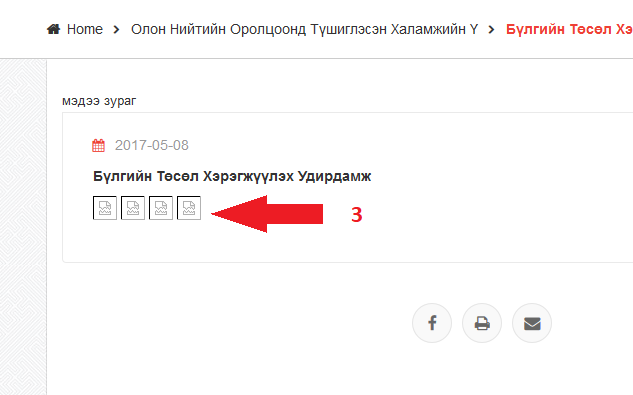 Home > Олон Нийтийн Оролцоонд Түшиглэсэн Халамжийн Ү > Бүлгийн Төсөл Хэ
мэдээ зураг
2017-05-08
Бүлгийн Төсөл Хэрэгжүүлэх Удирдамж
3